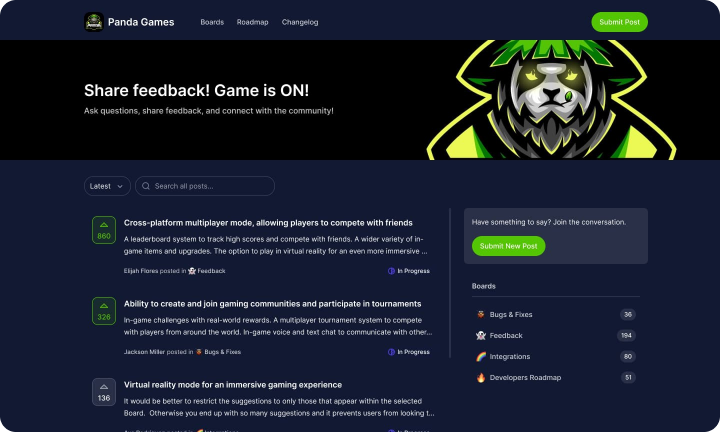 Panda Games
Boards
Roadmap
Changelog
Submit Post
Share feedback! Game is ON!
Ask questions, share feedback, and connect with the community!
Latest
Search all posts...
860
Cross-platform multiplayer mode, allowing players to compete with friends
A leaderboard system to track high scores and compete with friends. A wider variety of in-
game items and upgrades. The option to play in virtual reality for an even more immersive ...
Elijah Flores posted in Feedback
In Progress
326
Ability to create and join gaming communities and participate in tournaments
In-game challenges with real-world rewards. A multiplayer tournament system to compete
with players from around the world. In-game voice and text chat to communicate with other...
Jackson Miller posted in Bugs & Fixes
In Progress
136
Virtual reality mode for an immersive gaming experience
It would be better to restrict the suggestions to only those that appear within the selected
Board. Otherwise you end up with so many suggestions and it prevents users from looking t...
Have something to say? Join the conversation.
Submit New Post
Boards
Bugs & Fixes 36
Feedback 194
Integrations 80
Developers Roadmap 51